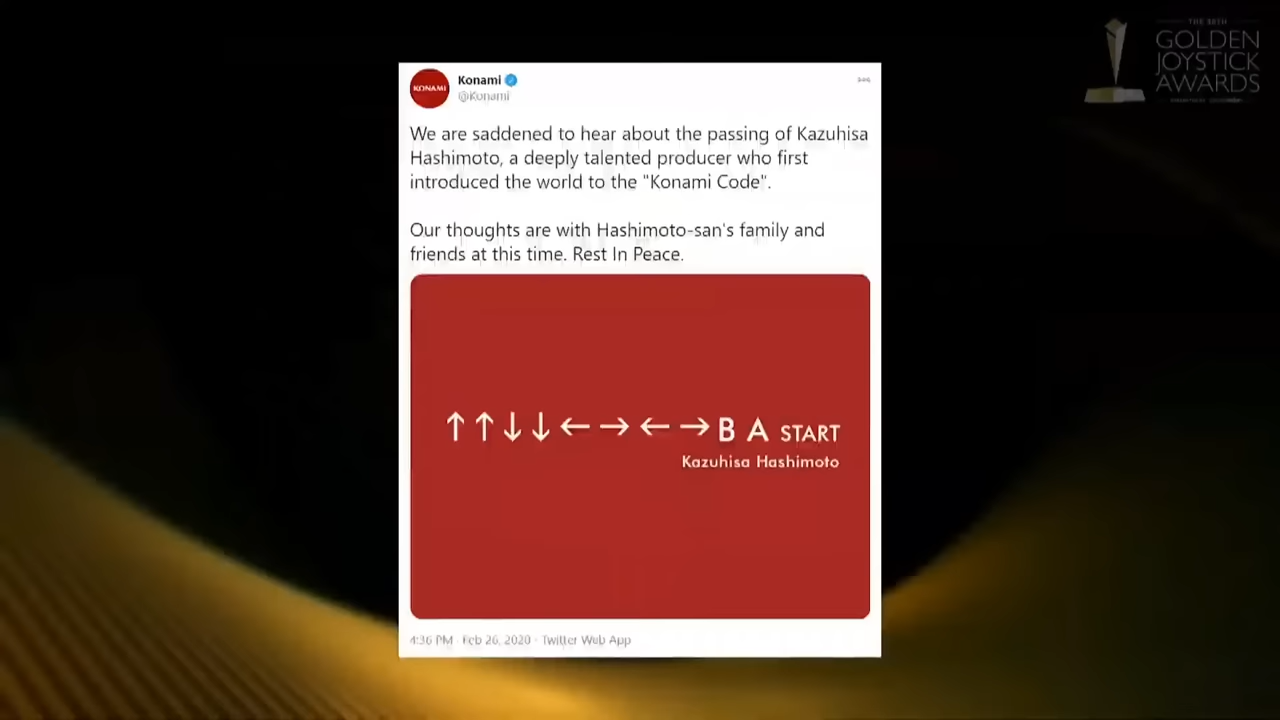 THE 38TH
GOLDEN
JOYSTICK
AWARDS
KONAMI
Konami
@Konami
We are saddened to hear about the passing of Kazuhisa
Hashimoto, a deeply talented producer who first
introduced the world to the "Konami Code".
Our thoughts are with Hashimoto-san's family and
friends at this time. Rest In Peace.
↑↑↓↓←→←→B A START
Kazuhisa Hashimoto
4:36 PM · Feb 26, 2020 · Twitter Web App